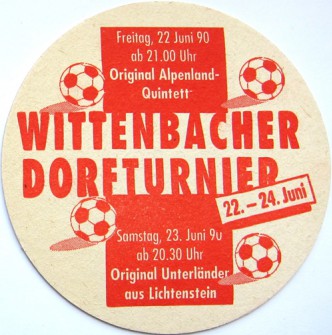 Freitag, 22 Juni 90
ab 21.00 Uhr
Original Alpenland-
Quintett
WITTENBACHER
DORFTURNIER
22. – 24. Juni
Samstag, 23. Juni 90
ab 20.30 Uhr
Original Unterländer
aus Lichtenstein